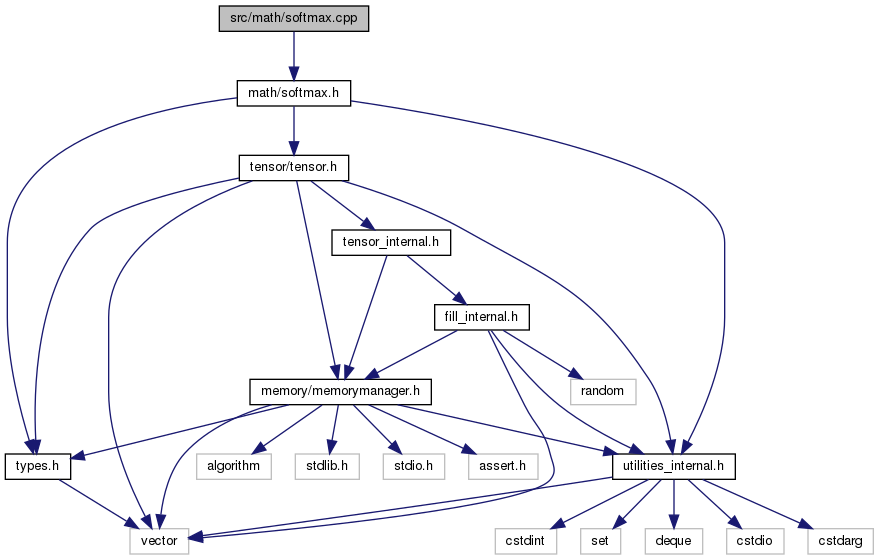 src/math/softmax.cpp
math/softmax.h
tensor/tensor.h
tensor_internal.h
fill_internal.h
memory/memorymanager.h
random
types.h
algorithm
stdlib.h
stdio.h
assert.h
utilities_internal.h
vector
cstdint
set
deque
cstdio
cstdarg